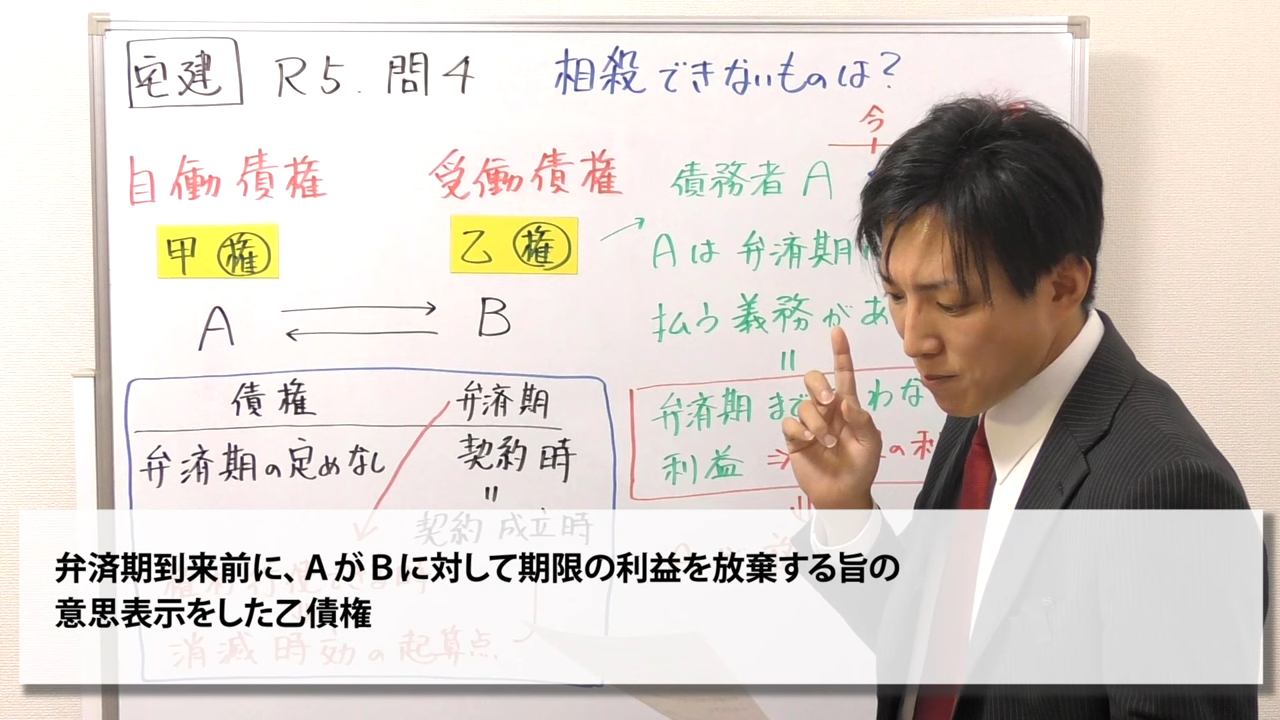 宅建 R5.問4 相殺できないものは?
今
自働債権 受働債権 債務者A
甲権 乙権
Aは弁済期
A B
払う義務があ
=
債権 弁済期
弁済期まで わな
弁済期の定めなし 契約時
利益 ⇒ の利
=
契約成立時
弁済期到来前に、AがBに対して期限の利益を放棄する旨の
意思表示をした乙債権
消滅時効の起算点